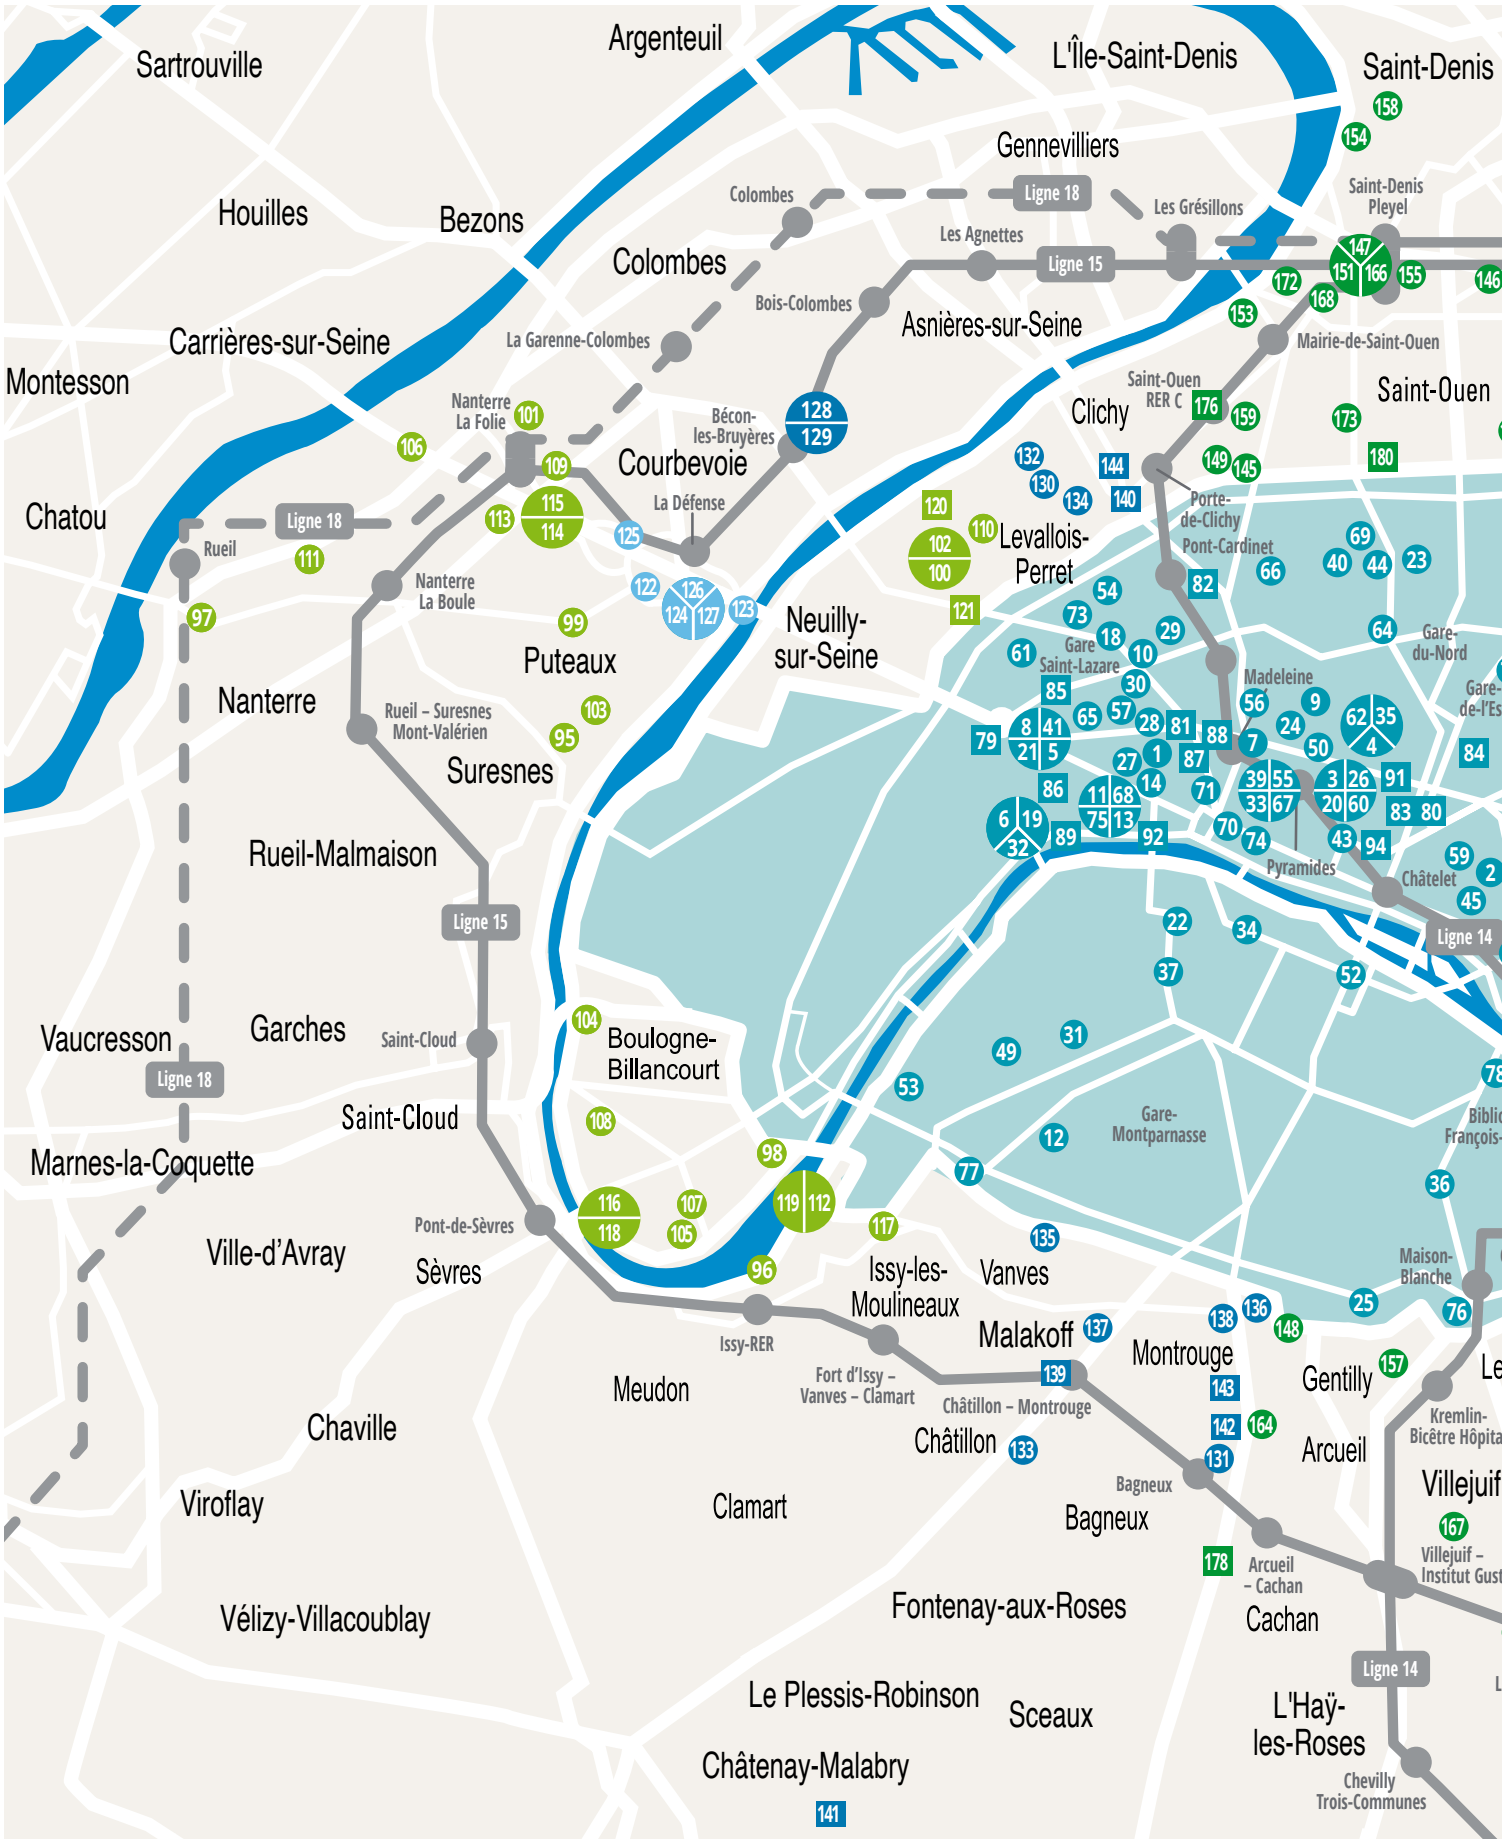 Argenteuil
L'Île-Saint-Denis
Sartrouville
Saint-Denis
158
154
Gennevilliers
Saint-Denis
Pleyel
Colombes
Ligne 18
Les Grésillons
Houilles
Bezons
Les Agnettes
147
151
166
155
146
Colombes
Ligne 15
172
168
153
Bois-Colombes
Asnières-sur-Seine
Carrières-sur-Seine
La Garenne-Colombes
Mairie-de-Saint-Ouen
Montesson
Saint-Ouen
RER C
Saint-Ouen
Nanterre
La Folie
101
Bécon-
les-Bruyères
128
129
Clichy
176
159
173
106
109
Courbevoie
132
144
149
145
180
130
134
140
Chatou
La Défense
Porte-
de-Clichy
115
114
113
120
Ligne 18
125
110
Levallois-
Perret
Pont-Cardinet
69
Rueil
111
102
100
66
40
44
23
Nanterre
La Boule
122
126
124
127
123
82
54
121
73
97
99
Neuilly-
sur-Seine
18
29
64
Gare-
du-Nord
Puteaux
61
Gare
Saint-Lazare
10
Nanterre
85
30
Madeleine
Gare-
de-l'Es
103
56
9
Rueil – Suresnes
Mont-Valérien
65
57
28
81
88
24
62
35
4
95
79
8
41
21
5
7
50
84
27
1
87
Suresnes
86
14
71
39
55
33
67
3
26
20
60
91
11
68
75
13
83
80
6
19
32
89
92
70
74
43
94
Rueil-Malmaison
Pyramides
59
2
Châtelet
45
Ligne 15
22
34
Ligne 14
37
52
104
Garches
Saint-Cloud
Boulogne-
Billancourt
31
Vaucresson
49
Ligne 18
53
78
Saint-Cloud
108
Gare-
Montparnasse
12
Marnes-la-Coquette
98
77
36
116
118
107
105
119
112
Pont-de-Sèvres
117
Ville-d'Avray
135
Sèvres
96
Issy-les-
Moulineaux
Vanves
Maison-
Blanche
25
76
Issy-RER
Malakoff
137
138
136
148
Montrouge
157
Fort d'Issy –
Vanves – Clamart
139
Gentilly
Meudon
143
Châtillon – Montrouge
Kremlin-
Chaville
142
164
Châtillon
133
131
Arcueil
Bagneux
Villejuif
Viroflay
Clamart
Bagneux
167
178
Arcueil
– Cachan
Villejuif –
Fontenay-aux-Roses
Vélizy-Villacoublay
Cachan
Ligne 14
Le Plessis-Robinson
Sceaux
L'Haÿ-
les-Roses
Châtenay-Malabry
Chevilly
Trois-Communes
141